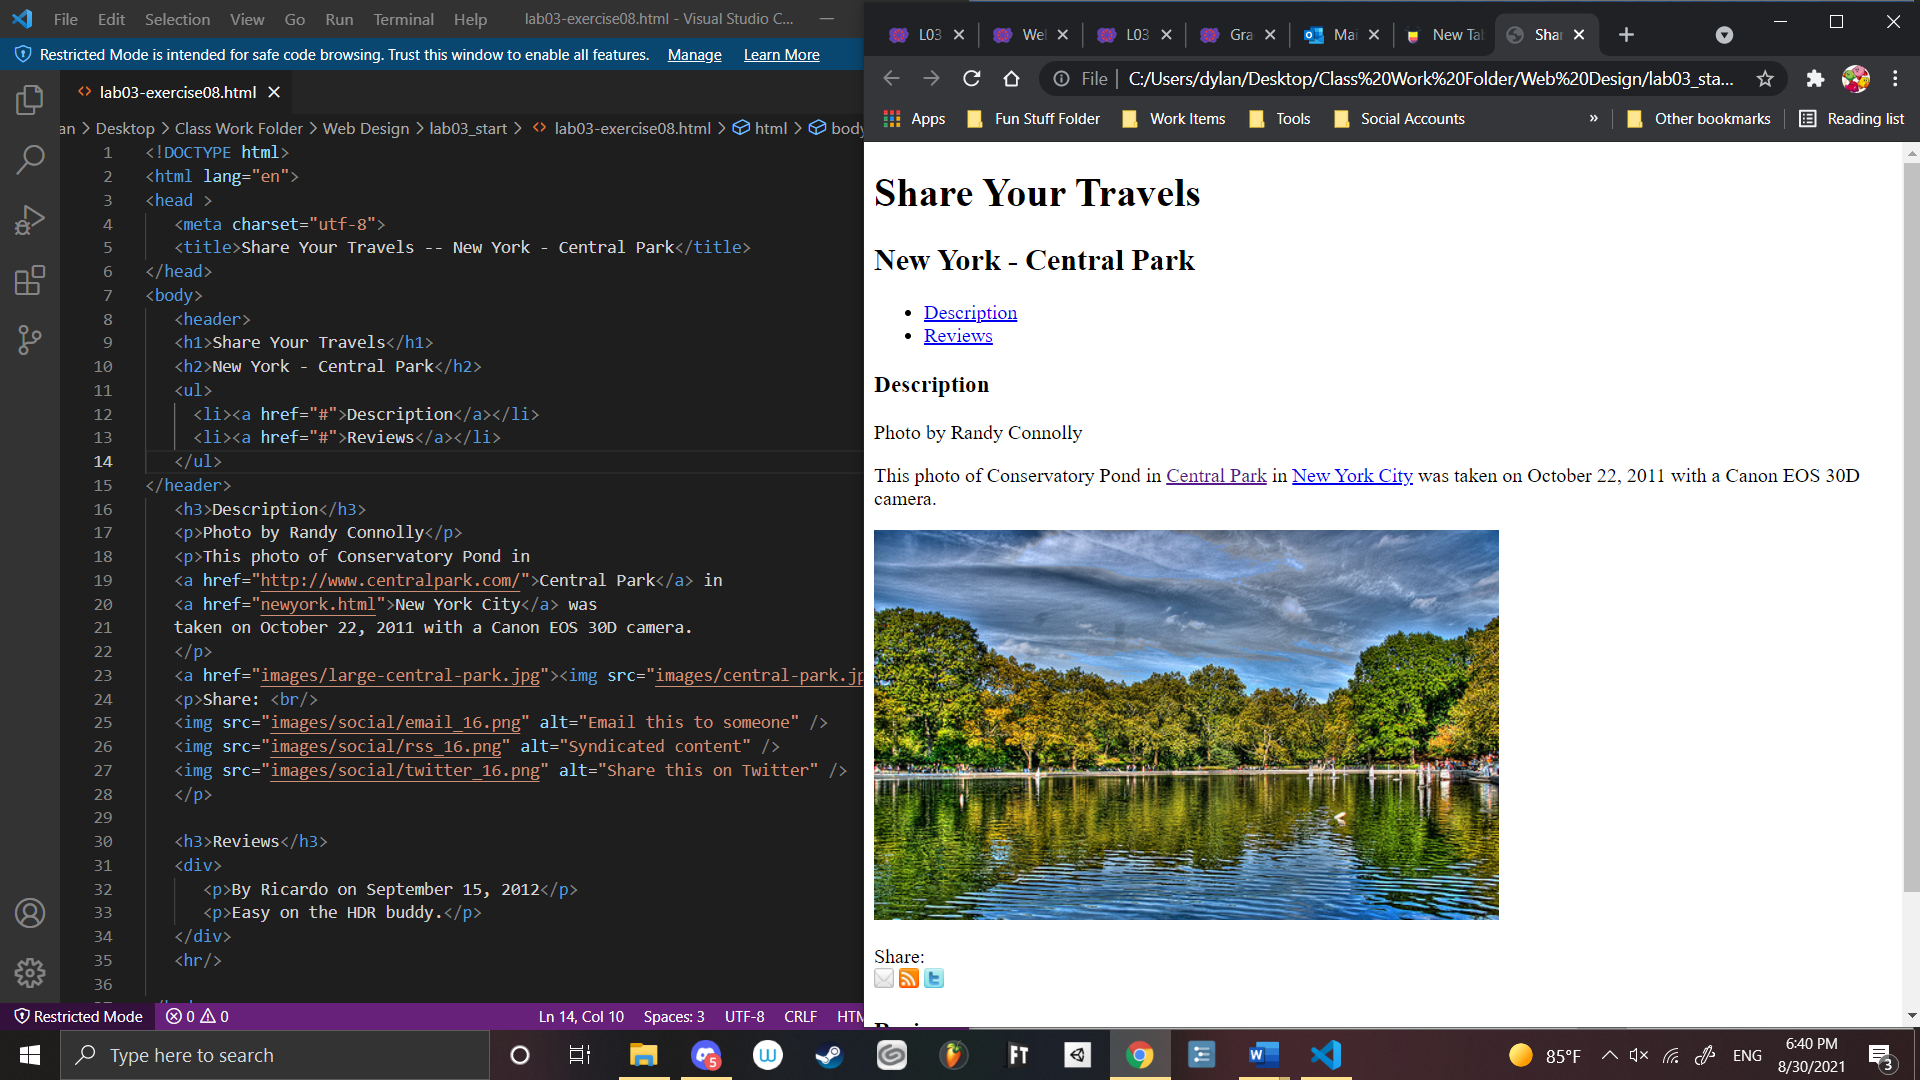 File Edit Selection View Go Run Terminal Help lab03-exercise08.html - Visual Studio C...
Restricted Mode is intended for safe code browsing. Trust this window to enable all features. Manage Learn More
lab03-exercise08.html
an > Desktop > Class Work Folder > Web Design > lab03_start > lab03-exercise08.html > html > body
1 <!DOCTYPE html>
2 <html lang="en">
3 <head >
4 <meta charset="utf-8">
5 <title>Share Your Travels -- New York - Central Park</title>
6 </head>
7 <body>
8 <header>
9 <h1>Share Your Travels</h1>
10 <h2>New York - Central Park</h2>
11 <ul>
12 <li><a href="#">Description</a></li>
13 <li><a href="#">Reviews</a></li>
14 </ul>
15 </header>
16 <h3>Description</h3>
17 <p>Photo by Randy Connolly</p>
18 <p>This photo of Conservatory Pond in
19 <a href="http://www.centralpark.com/">Central Park</a> in
20 <a href="newyork.html">New York City</a> was
21 taken on October 22, 2011 with a Canon EOS 30D camera.
22 </p>
23 <a href="images/large-central-park.jpg"><img src="images/central-park.jp
24 <p>Share: <br/>
25 <img src="images/social/email_16.png" alt="Email this to someone" />
26 <img src="images/social/rss_16.png" alt="Syndicated content" />
27 <img src="images/social/twitter_16.png" alt="Share this on Twitter" />
28 </p>
29
30 <h3>Reviews</h3>
31 <div>
32 <p>By Ricardo on September 15, 2012</p>
33 <p>Easy on the HDR buddy.</p>
34 </div>
35 <hr/>
36
Restricted Mode 0 0 Ln 14, Col 10 Spaces: 3 UTF-8 CRLF HTM
L03 Wel L03 Gra Mai New Ta Shar
File C:/Users/dylan/Desktop/Class%20Work%20Folder/Web%20Design/lab03_sta...
Apps Fun Stuff Folder Work Items Tools Social Accounts » Other bookmarks Reading list
Share Your Travels
New York - Central Park
• Description
• Reviews
Description
Photo by Randy Connolly
This photo of Conservatory Pond in Central Park in New York City was taken on October 22, 2011 with a Canon EOS 30D
camera.
Share:
Type here to search
5
FT
85°F ENG 6:40 PM
8/30/2021
3